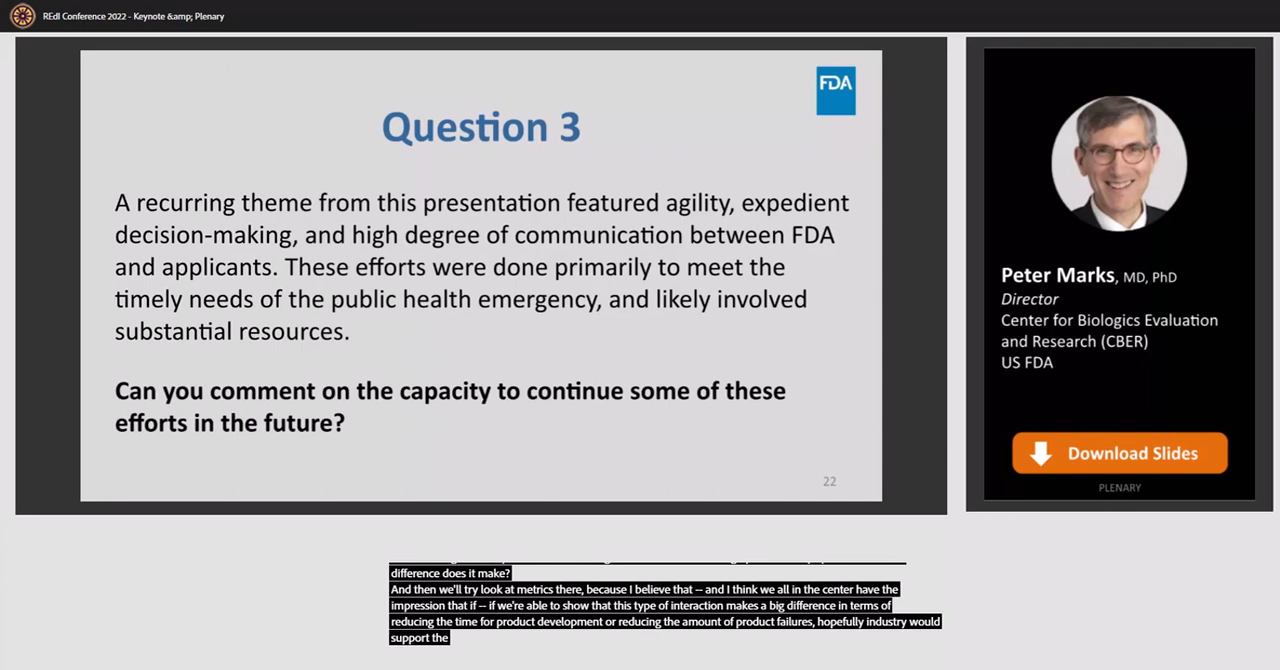 REdI Conference 2022 - Keynote &amp; Plenary
FDA
Question 3
A recurring theme from this presentation featured agility, expedient
decision-making, and high degree of communication between FDA
and applicants. These efforts were done primarily to meet the
timely needs of the public health emergency, and likely involved
substantial resources.
Can you comment on the capacity to continue some of these
efforts in the future?
22
Peter Marks, MD, PhD
Director
Center for Biologics Evaluation
and Research (CBER)
US FDA
Download Slides
PLENARY
difference does it make?
And then we'll try look at metrics there, because I believe that -- and I think we all in the center have the
impression that if -- if we're able to show that this type of interaction makes a big difference in terms of
reducing the time for product development or reducing the amount of product failures, hopefully industry would
support the